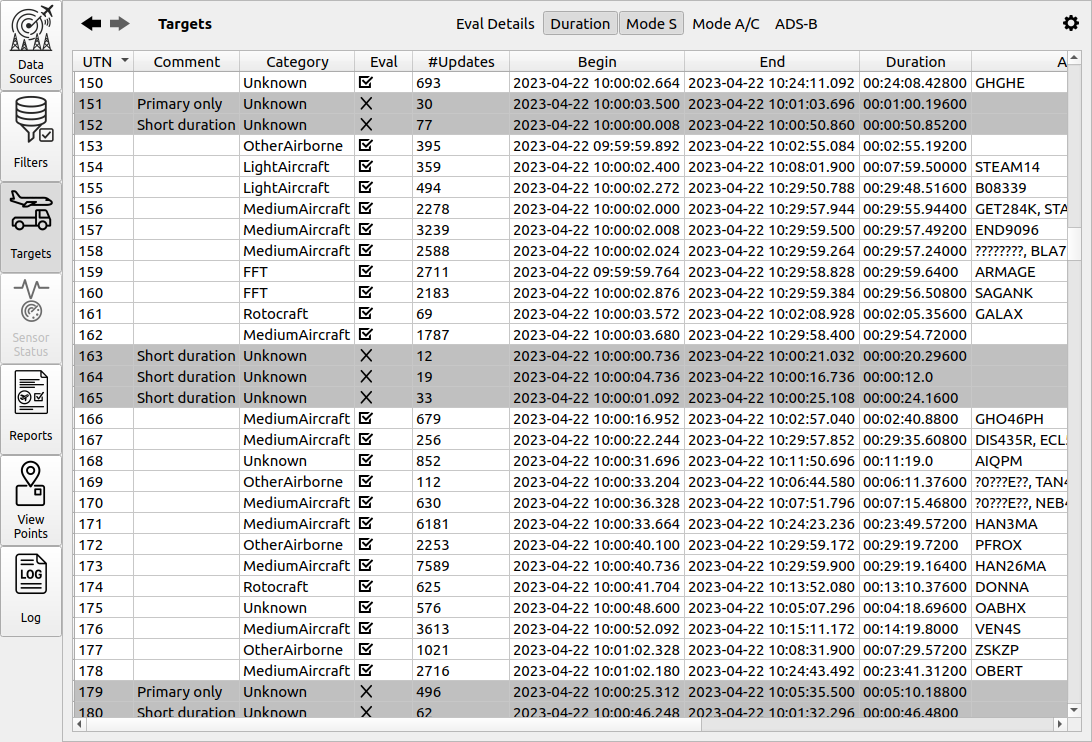 Targets Eval Details Duration Mode S Mode A/C ADS-B
Data
Sources
Filters
Targets
Sensor
Status
Reports
View
Points
LOG
Log
UTN Comment Category Eval #Updates Begin End Duration A
150 Unknown 693 2023-04-22 10:00:02.664 2023-04-22 10:24:11.092 00:24:08.42800 GHGHE
151 Primary only Unknown 30 2023-04-22 10:00:03.500 2023-04-22 10:01:03.696 00:01:00.19600
152 Short duration Unknown 77 2023-04-22 10:00:00.008 2023-04-22 10:00:50.860 00:00:50.85200
153 OtherAirborne 395 2023-04-22 09:59:59.892 2023-04-22 10:02:55.084 00:02:55.19200
154 LightAircraft 359 2023-04-22 10:00:02.400 2023-04-22 10:08:01.900 00:07:59.50000 STEAM14
155 LightAircraft 494 2023-04-22 10:00:02.272 2023-04-22 10:29:50.788 00:29:48.51600 B08339
156 MediumAircraft 2278 2023-04-22 10:00:02.000 2023-04-22 10:29:57.944 00:29:55.94400 GET284K, STA
157 MediumAircraft 3239 2023-04-22 10:00:02.008 2023-04-22 10:29:59.500 00:29:57.49200 END9096
158 MediumAircraft 2588 2023-04-22 10:00:02.024 2023-04-22 10:29:59.264 00:29:57.24000 ????????, BLA7
159 FFT 2711 2023-04-22 09:59:59.764 2023-04-22 10:29:58.828 00:29:59.6400 ARMAGE
160 FFT 2183 2023-04-22 10:00:02.876 2023-04-22 10:29:59.384 00:29:56.50800 SAGANK
161 Rotocraft 69 2023-04-22 10:00:03.572 2023-04-22 10:02:08.928 00:02:05.35600 GALAX
162 MediumAircraft 1787 2023-04-22 10:00:03.680 2023-04-22 10:29:58.400 00:29:54.72000
163 Short duration Unknown 12 2023-04-22 10:00:00.736 2023-04-22 10:00:21.032 00:00:20.29600
164 Short duration Unknown 19 2023-04-22 10:00:04.736 2023-04-22 10:00:16.736 00:00:12.0
165 Short duration Unknown 33 2023-04-22 10:00:01.092 2023-04-22 10:00:25.108 00:00:24.1600
166 MediumAircraft 679 2023-04-22 10:00:16.952 2023-04-22 10:02:57.040 00:02:40.8800 GHO46PH
167 MediumAircraft 256 2023-04-22 10:00:22.244 2023-04-22 10:29:57.852 00:29:35.60800 DIS435R, ECL
168 Unknown 852 2023-04-22 10:00:31.696 2023-04-22 10:11:50.696 00:11:19.0 AIQPM
169 OtherAirborne 112 2023-04-22 10:00:33.204 2023-04-22 10:06:44.580 00:06:11.37600 ?0???E??, TAN4
170 MediumAircraft 630 2023-04-22 10:00:36.328 2023-04-22 10:07:51.796 00:07:15.46800 ?0???E??, NEB4
171 MediumAircraft 6181 2023-04-22 10:00:33.664 2023-04-22 10:24:23.236 00:23:49.57200 HAN3MA
172 OtherAirborne 2253 2023-04-22 10:00:40.100 2023-04-22 10:29:59.172 00:29:19.7200 PFROX
173 MediumAircraft 7589 2023-04-22 10:00:40.736 2023-04-22 10:29:59.900 00:29:19.16400 HAN26MA
174 Rotocraft 625 2023-04-22 10:00:41.704 2023-04-22 10:13:52.080 00:13:10.37600 DONNA
175 Unknown 576 2023-04-22 10:00:48.600 2023-04-22 10:05:07.296 00:04:18.69600 OABHX
176 MediumAircraft 3613 2023-04-22 10:00:52.092 2023-04-22 10:15:11.172 00:14:19.8000 VEN4S
177 OtherAirborne 1021 2023-04-22 10:01:02.328 2023-04-22 10:08:31.900 00:07:29.57200 ZSKZP
178 MediumAircraft 2716 2023-04-22 10:01:02.180 2023-04-22 10:24:43.492 00:23:41.31200 OBERT
179 Primary only Unknown 496 2023-04-22 10:00:25.312 2023-04-22 10:05:35.500 00:05:10.18800
180 Short duration Unknown 62 2023-04-22 10:00:46.248 2023-04-22 10:01:32.296 00:00:46.4800